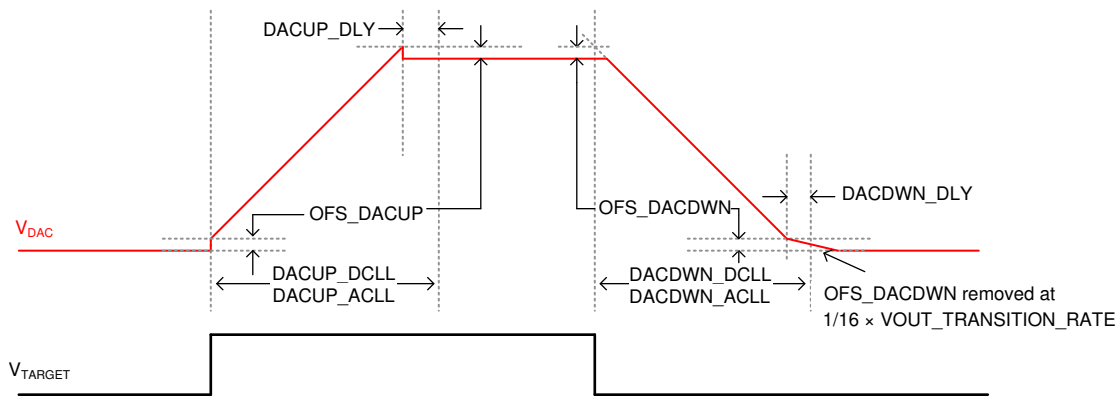 DACUP_DLY
DACDWN_DLY
OFS_DACUP
OFS_DACDWN
VDAC
DACUP_DCLL
DACUP_ACLL
DACDWN_DCLL
DACDWN_ACLL
OFS_DACDWN removed at
1/16 × VOUT_TRANSITION_RATE
VTARGET